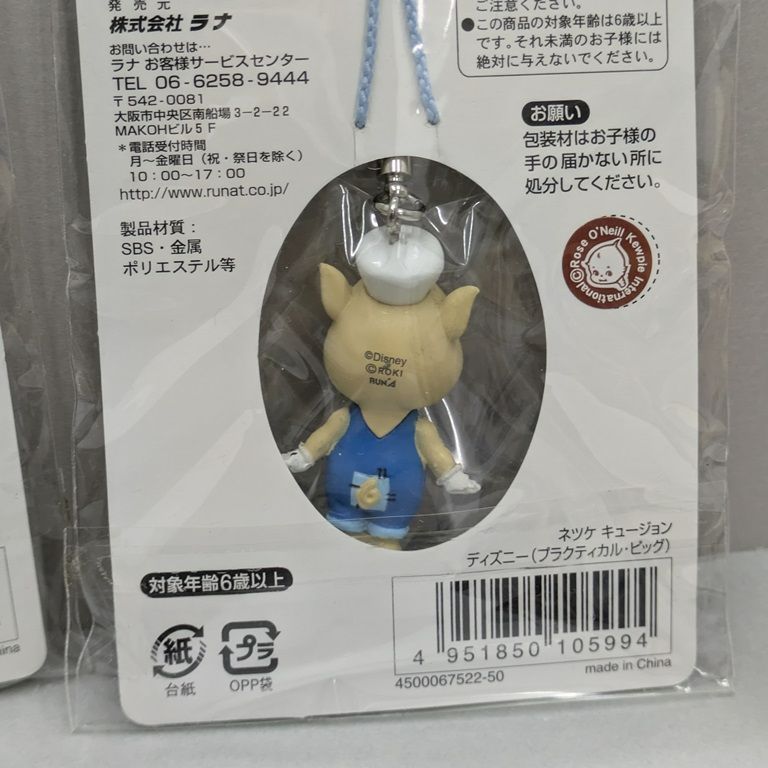 発売元
株式会社 ラナ
お問い合わせは…
ラナ お客様サービスセンター
TEL 06-6258-9444
〒542-0081
大阪市中央区南船場3-2-22
MAKOHビル5F
＊電話受付時間
月〜金曜日（祝・祭日を除く）
10：00〜17：00
http://www.runat.co.jp/
製品材質：
SBS・金属
ポリエステル等
ご注意ください。
●この商品の対象年齢は6歳以上
です。それ未満のお子様には
絶対に与えないでください。
お願い
包装材はお子様の
手の届かない所に
処分してください。
©Rose O'Neill Kewpie International
©Disney
©ROKI
RUN'A
ネツケ キュージョン
ディズニー（プラクティカル・ピッグ）
対象年齢6歳以上
紙
台紙
プラ
OPP袋
4 951850 105994
4500067522-50
made in China
ina